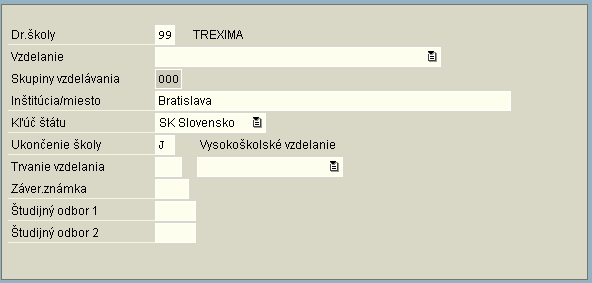 Dr.školy 99 TREXIMA
Vzdelanie
Skupiny vzdelávania 000
Inštitúcia/miesto Bratislava
Kľúč štátu SK Slovensko
Ukončenie školy J Vysokoškolské vzdelanie
Trvanie vzdelania
Záver.známka
Študijný odbor 1
Študijný odbor 2